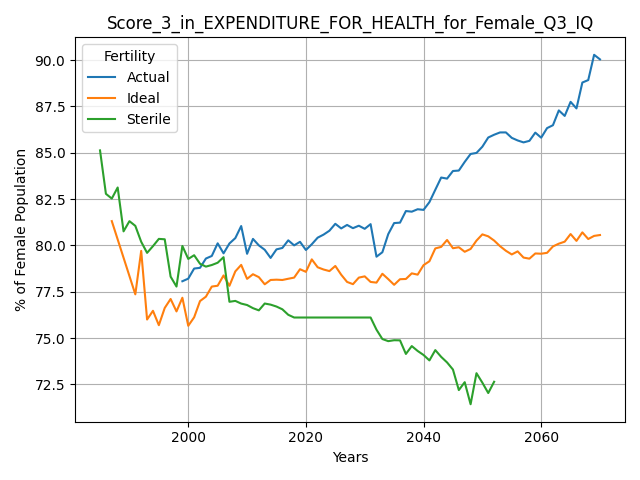 Score_3_in_EXPENDITURE_FOR_HEALTH_for_Female_Q3_IQ
Fertility
Actual
Ideal
Sterile
% of Female Population
90.0
87.5
85.0
82.5
80.0
77.5
75.0
72.5
2000
2020
2040
2060
Years